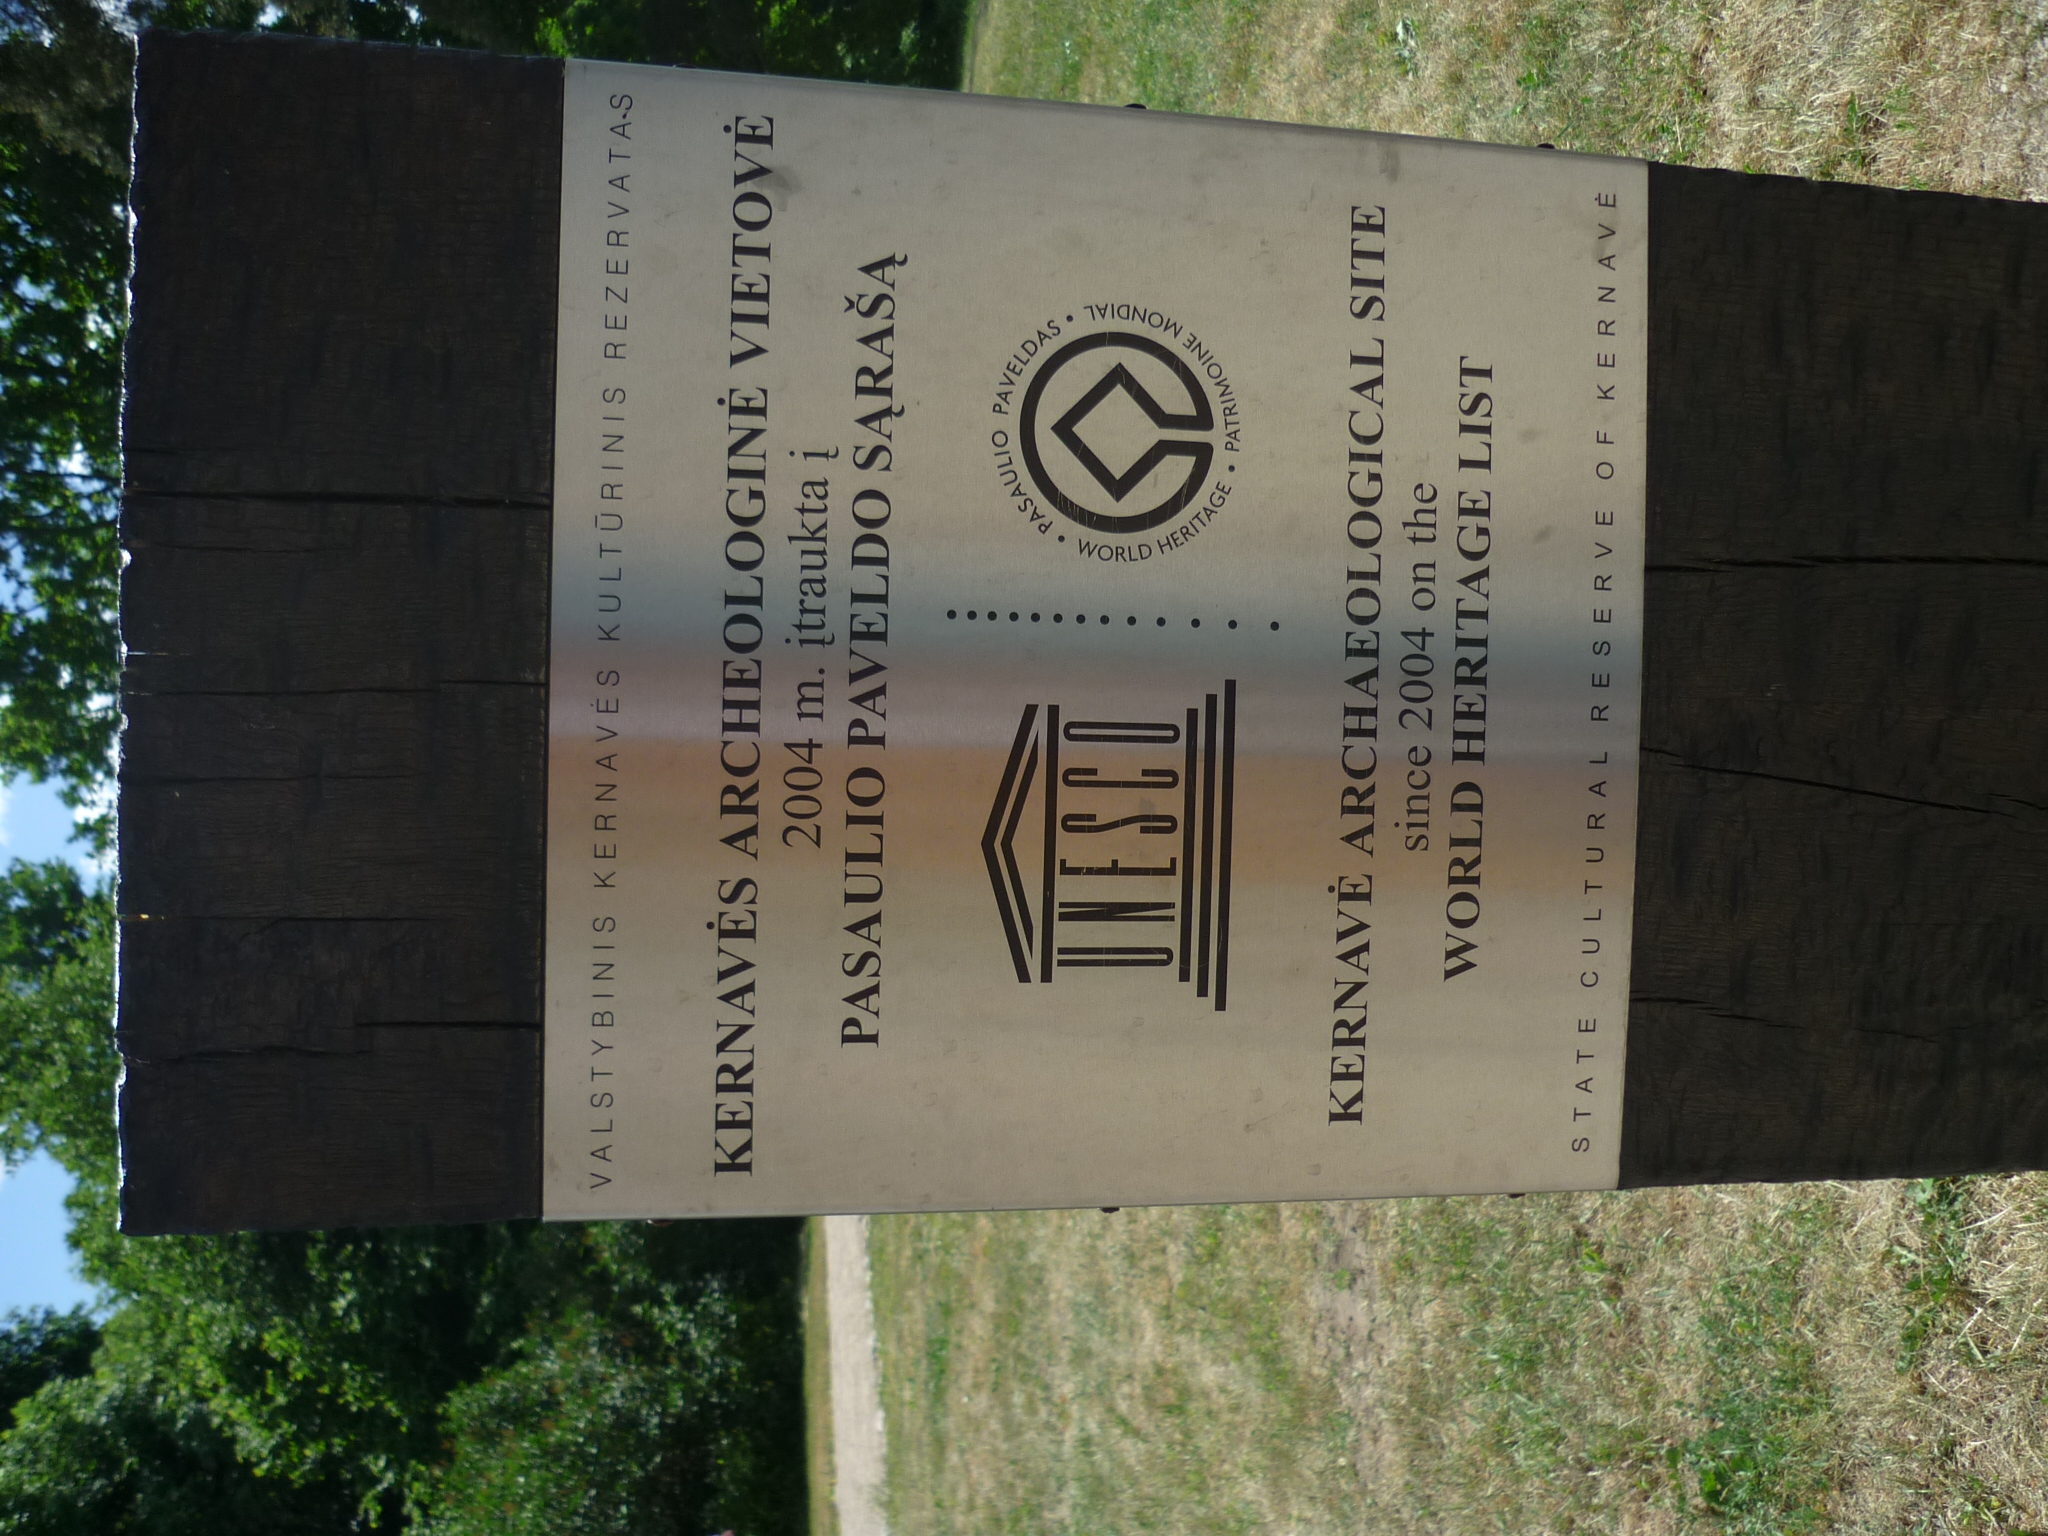 VALSTYBINIS KERNAVĖS KULTŪRINIS REZERVATAS
KERNAVĖS ARCHEOLOGINĖ VIETOVĖ
2004 m. įtraukta į
PASAULIO PAVELDO SĄRAŠĄ
UNESCO
• PASAULIO PAVELDAS • PATRIMOINE MONDIAL • WORLD HERITAGE
KERNAVĖ ARCHAEOLOGICAL SITE
since 2004 on the
WORLD HERITAGE LIST
STATE CULTURAL RESERVE OF KERNAVĖ